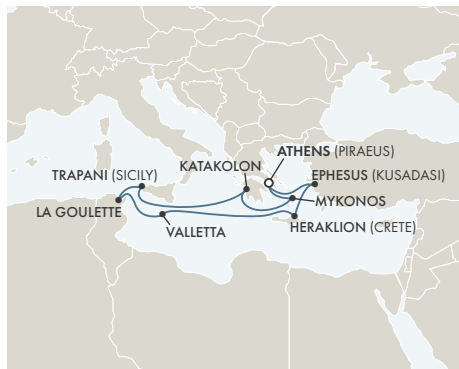 ATHENS (PIRAEUS)
KATAKOLON
TRAPANI (SICILY)
EPHESUS (KUSADASI)
MYKONOS
LA GOULETTE
HERAKLION (CRETE)
VALLETTA